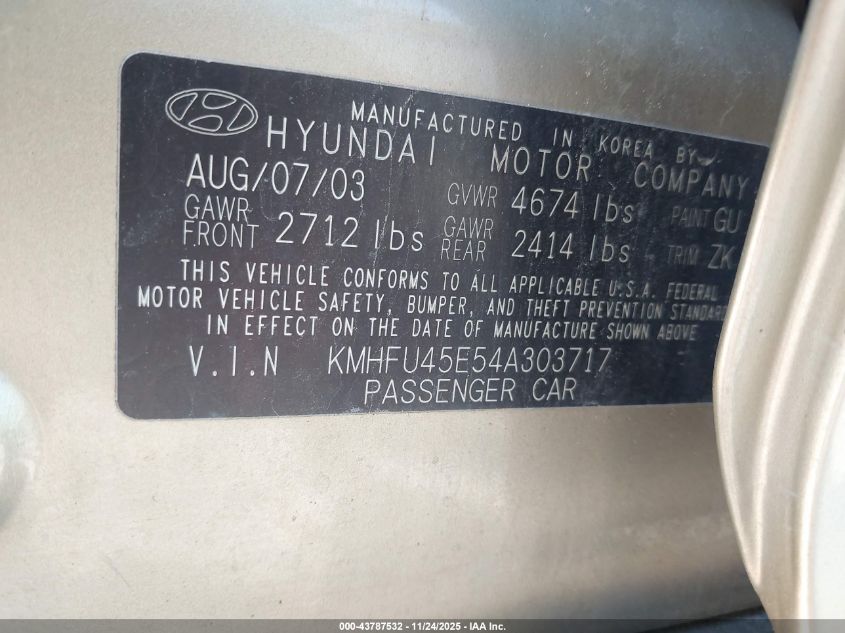 MANUFACTURED IN KOREA BY
HYUNDAI MOTOR COMPANY
AUG/07/03 GVWR 4674 lbs PAINT GU
GAWR FRONT 2712 lbs GAWR REAR 2414 lbs TRIM ZK
THIS VEHICLE CONFORMS TO ALL APPLICABLE U.S.A. FEDERAL
MOTOR VEHICLE SAFETY, BUMPER, AND THEFT PREVENTION STANDARD
IN EFFECT ON THE DATE OF MANUFACTURE SHOWN ABOVE
V.I.N KMHFU45E54A303717
PASSENGER CAR
000-43787532 - 11/24/2025 - IAA Inc.